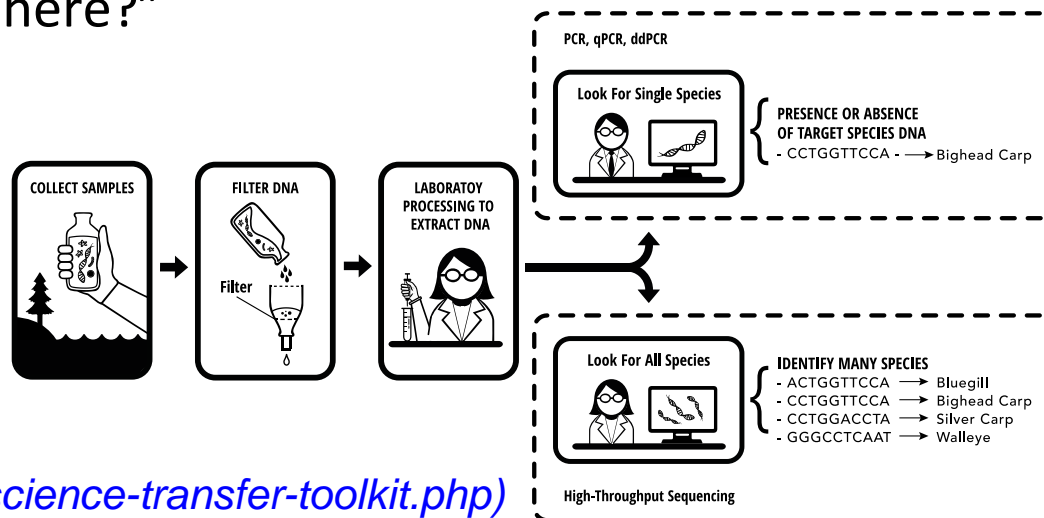 here?"
COLLECT SAMPLES
FILTER DNA
Filter
LABORATOY
PROCESSING TO
EXTRACT DNA
PCR, qPCR, ddPCR
Look For Single Species
PRESENCE OR ABSENCE
OF TARGET SPECIES DNA
- CCTGGTTCCA - → Bighead Carp
Look For All Species
IDENTIFY MANY SPECIES
- ACTGGTTCCA → Bluegill
- CCTGGTTCCA → Bighead Carp
- CCTGGACCTA → Silver Carp
- GGGCCTCAAT → Walleye
High-Throughput Sequencing
science-transfer-toolkit.php)